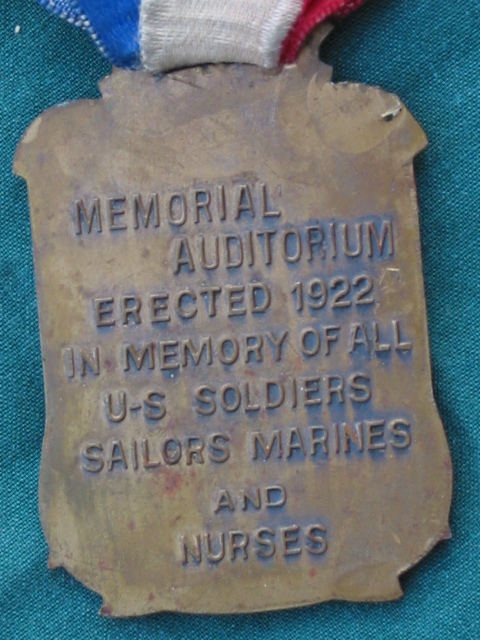 MEMORIAL
AUDITORIUM
ERECTED 1922
IN MEMORY OF ALL
U-S SOLDIERS
SAILORS MARINES
AND
NURSES